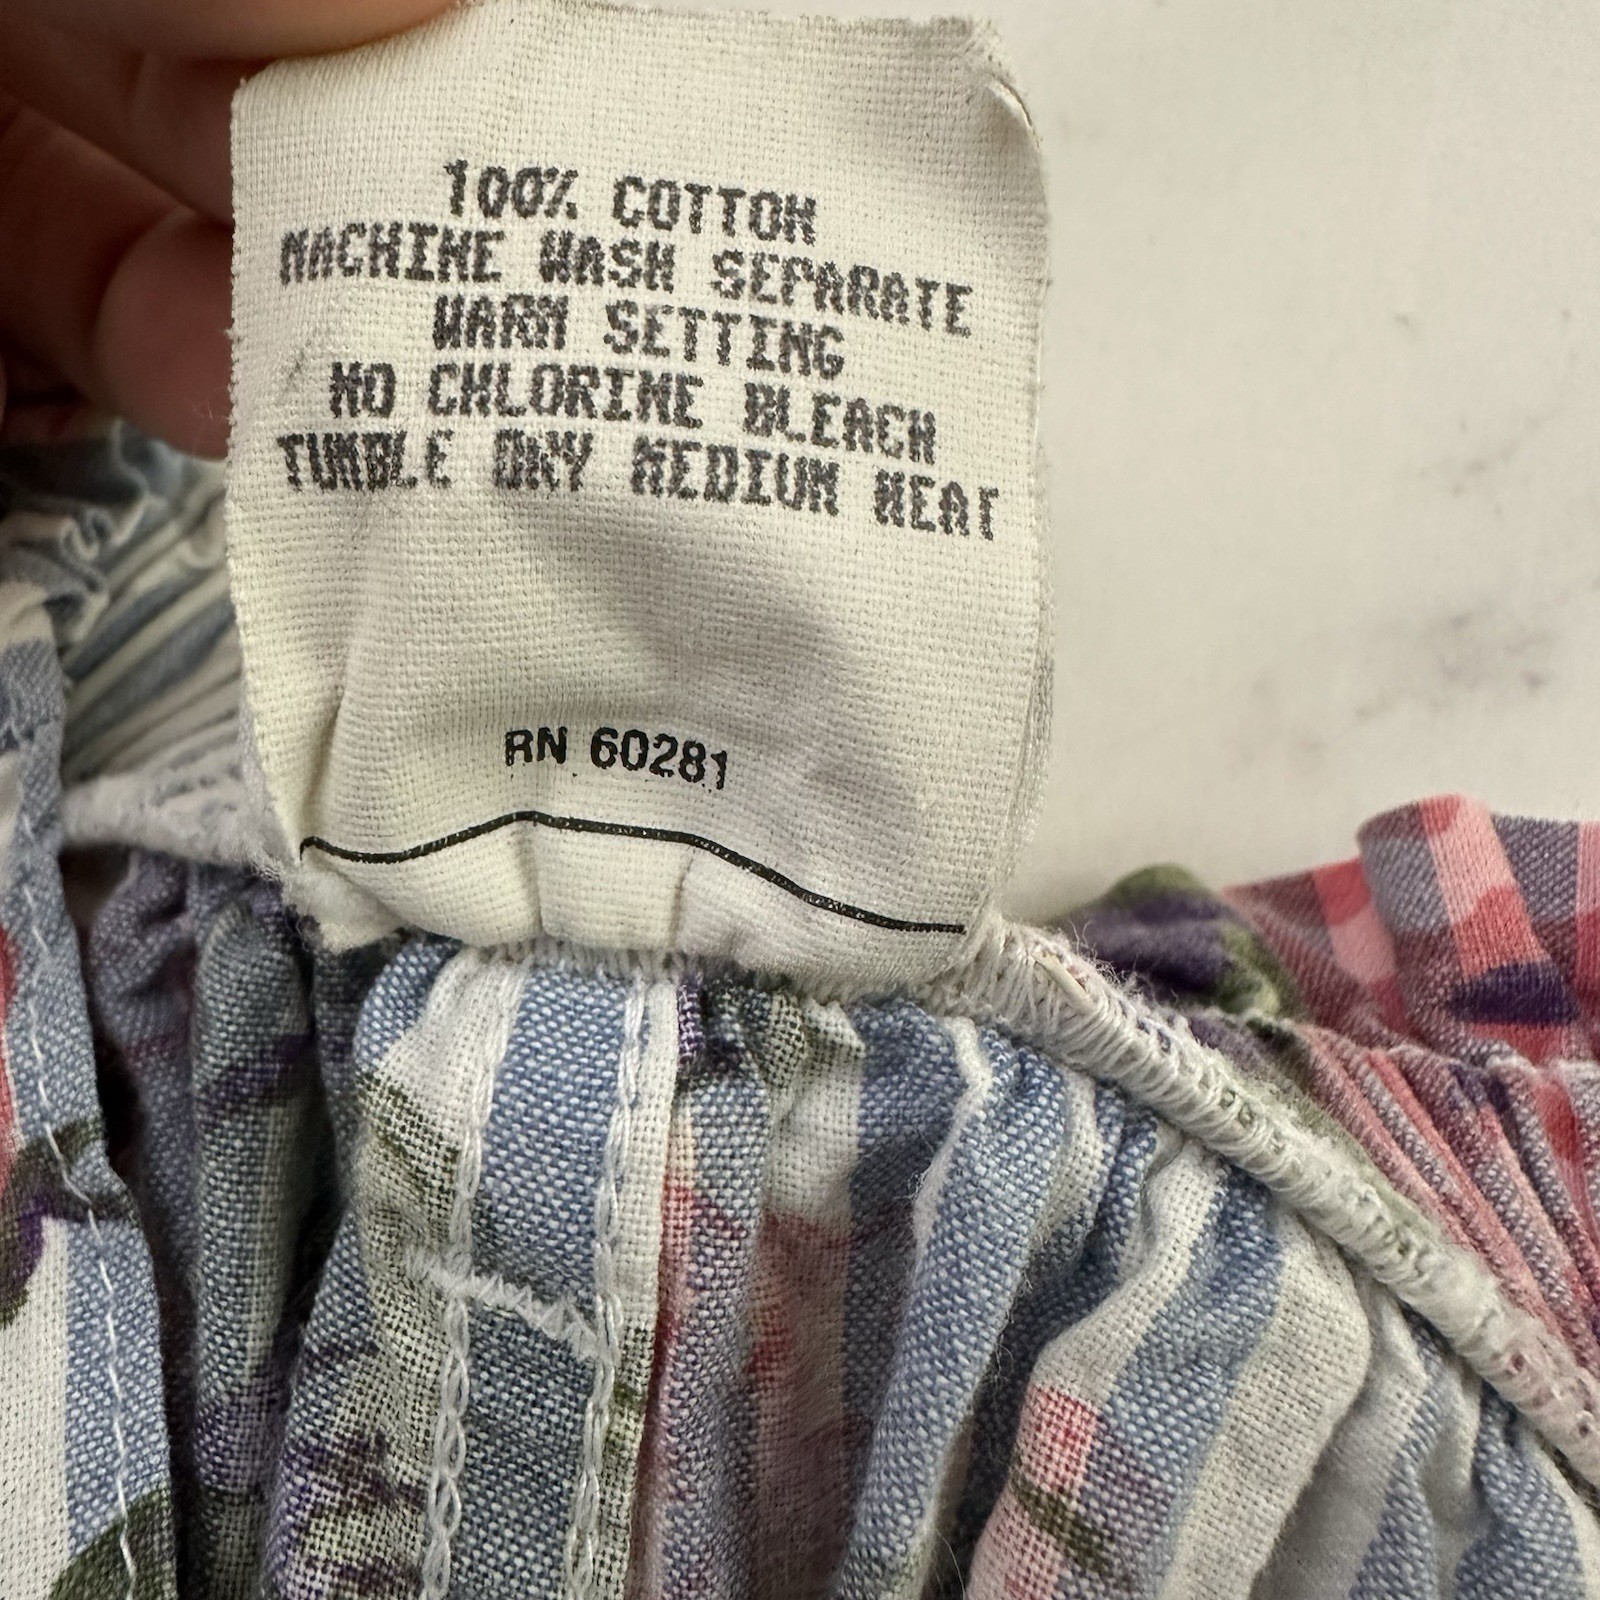 100% COTTON
MACHINE WASH SEPARATE
WARM SETTING
NO CHLORINE BLEACH
TUMBLE DRY MEDIUM HEAT
RN 60281